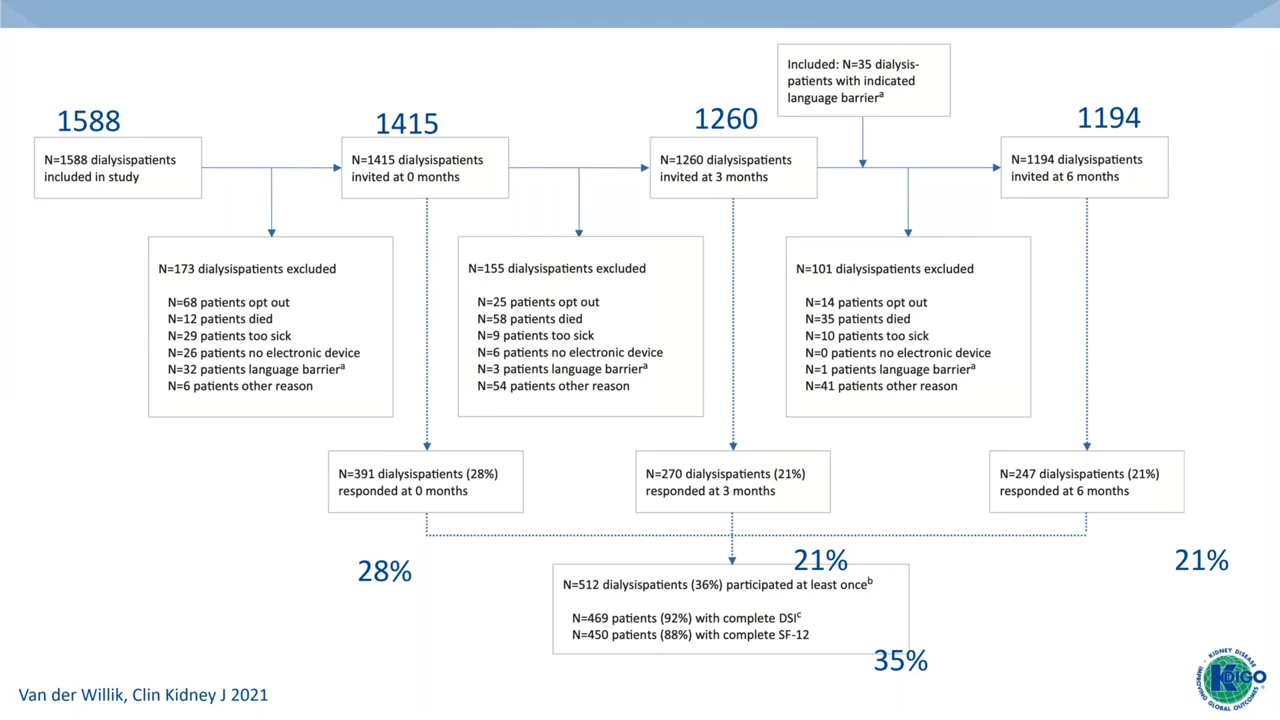 Included: N=35 dialysis-
patients with indicated
language barrierᵃ
1588
1415
1260
1194
N=1588 dialysispatients
included in study
N=1415 dialysispatients
invited at 0 months
N=1260 dialysispatients
invited at 3 months
N=1194 dialysispatients
invited at 6 months
N=173 dialysispatients excluded
N=68 patients opt out
N=12 patients died
N=29 patients too sick
N=26 patients no electronic device
N=32 patients language barrierᵃ
N=6 patients other reason
N=155 dialysispatients excluded
N=25 patients opt out
N=58 patients died
N=9 patients too sick
N=6 patients no electronic device
N=3 patients language barrierᵃ
N=54 patients other reason
N=101 dialysispatients excluded
N=14 patients opt out
N=35 patients died
N=10 patients too sick
N=0 patients no electronic device
N=1 patients language barrierᵃ
N=41 patients other reason
N=391 dialysispatients (28%)
responded at 0 months
N=270 dialysispatients (21%)
responded at 3 months
N=247 dialysispatients (21%)
responded at 6 months
28%
21%
21%
N=512 dialysispatients (36%) participated at least onceᵇ
N=469 patients (92%) with complete DSIᶜ
N=450 patients (88%) with complete SF-12
35%
Van der Willik, Clin Kidney J 2021
KIDNEY DISEASE
KDIGO
IMPROVING GLOBAL OUTCOMES